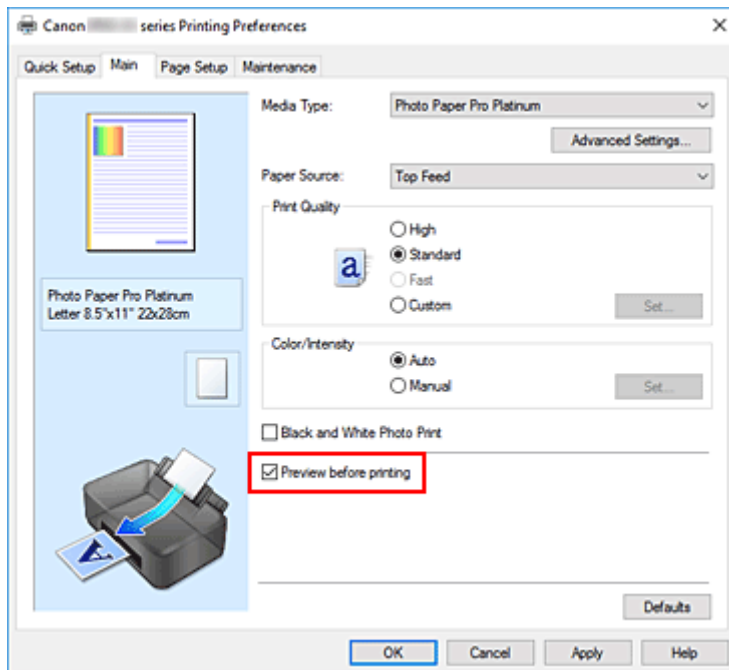 Canon series Printing Preferences
Quick Setup Main Page Setup Maintenance
Media Type: Photo Paper Pro Platinum
Advanced Settings...
Paper Source: Top Feed
Print Quality
High
a Standard
Fast
Custom Set...
Photo Paper Pro Platinum
Letter 8.5"x11" 22x28cm
Color/Intensity
Auto
Manual Set...
Black and White Photo Print
Preview before printing
A
Defaults
OK Cancel Apply Help